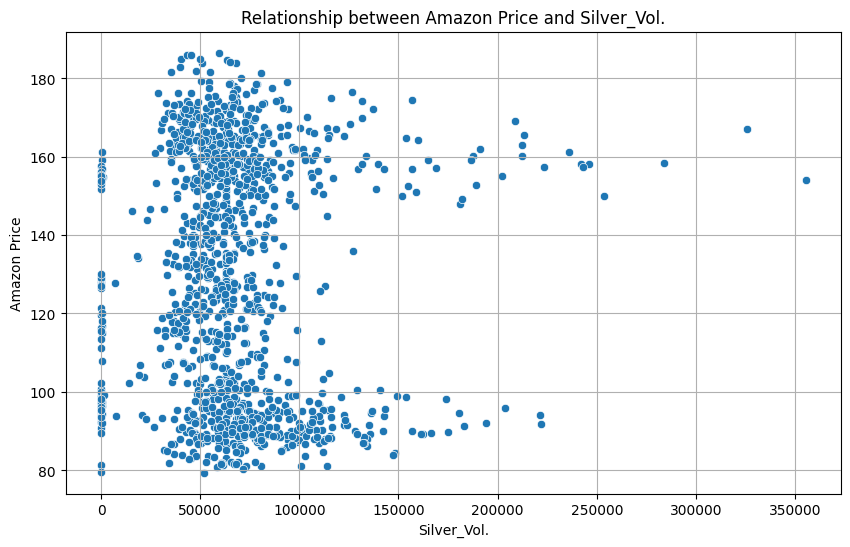 Relationship between Amazon Price and Silver_Vol.
180
160
140
120
100
80
Amazon Price
0 50000 100000 150000 200000 250000 300000 350000
Silver_Vol.